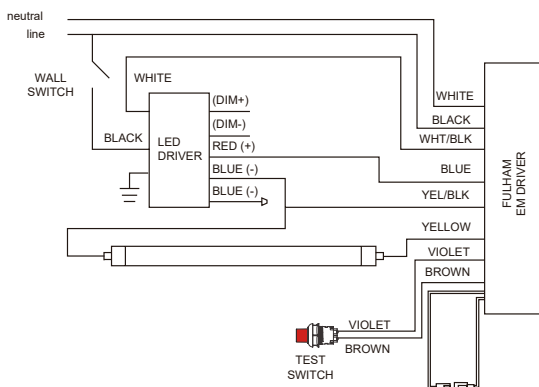 neutral
line
WALL
SWITCH
WHITE
BLACK
LED
DRIVER
(DIM+)
(DIM-)
RED (+)
BLUE (-)
BLUE (-)
WHITE
BLACK
WHT/BLK
BLUE
YEL/BLK
YELLOW
VIOLET
BROWN
FULHAM
EM DRIVER
VIOLET
BROWN
TEST
SWITCH